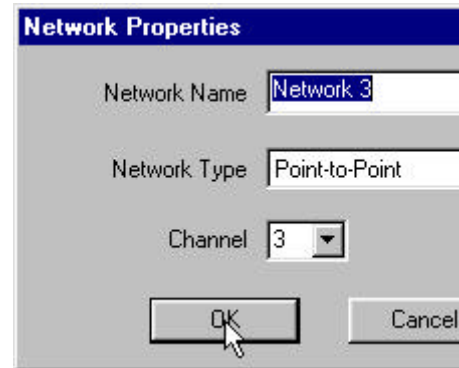 Network Properties
Network Name Network 3
Network Type Point-to-Point
Channel 3
OK Cancel